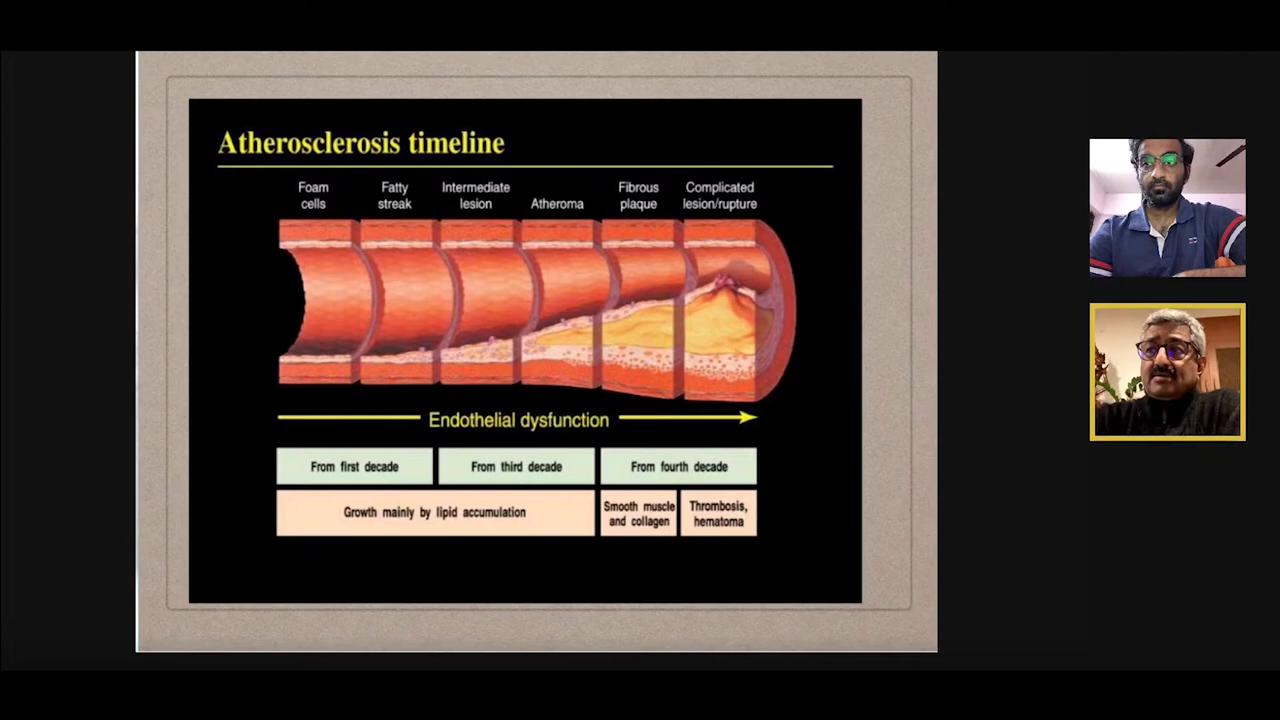 Atherosclerosis timeline
Foam
cells
Fatty
streak
Intermediate
lesion
Atheroma
Fibrous
plaque
Complicated
lesion/rupture
Endothelial dysfunction
From first decade
From third decade
From fourth decade
Growth mainly by lipid accumulation
Smooth muscle
and collagen
Thrombosis,
hematoma